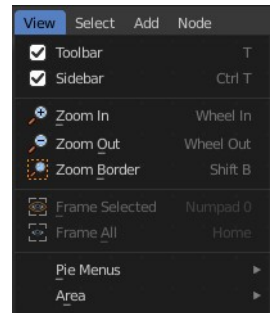 View Select Add Node
Toolbar T
Sidebar Ctrl T
Zoom In Wheel In
Zoom Out Wheel Out
Zoom Border Shift B
Frame Selected Numpad 0
Frame All Home
Pie Menus
Area